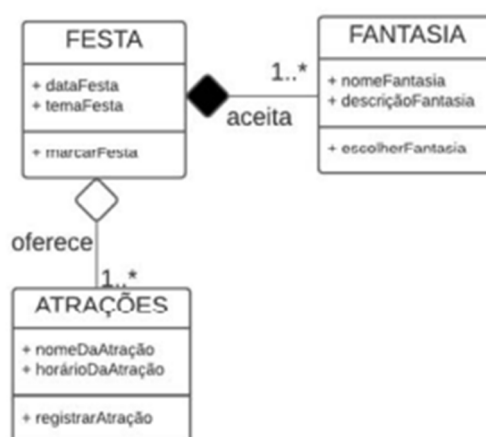 FESTA
+ dataFesta
+ temaFesta
+ marcarFesta
1..*
aceita
FANTASIA
+ nomeFantasia
+ descriçãoFantasia
+ escolherFantasia
oferece
1..*
ATRAÇÕES
+ nomeDaAtração
+ horárioDaAtração
+ registrarAtração